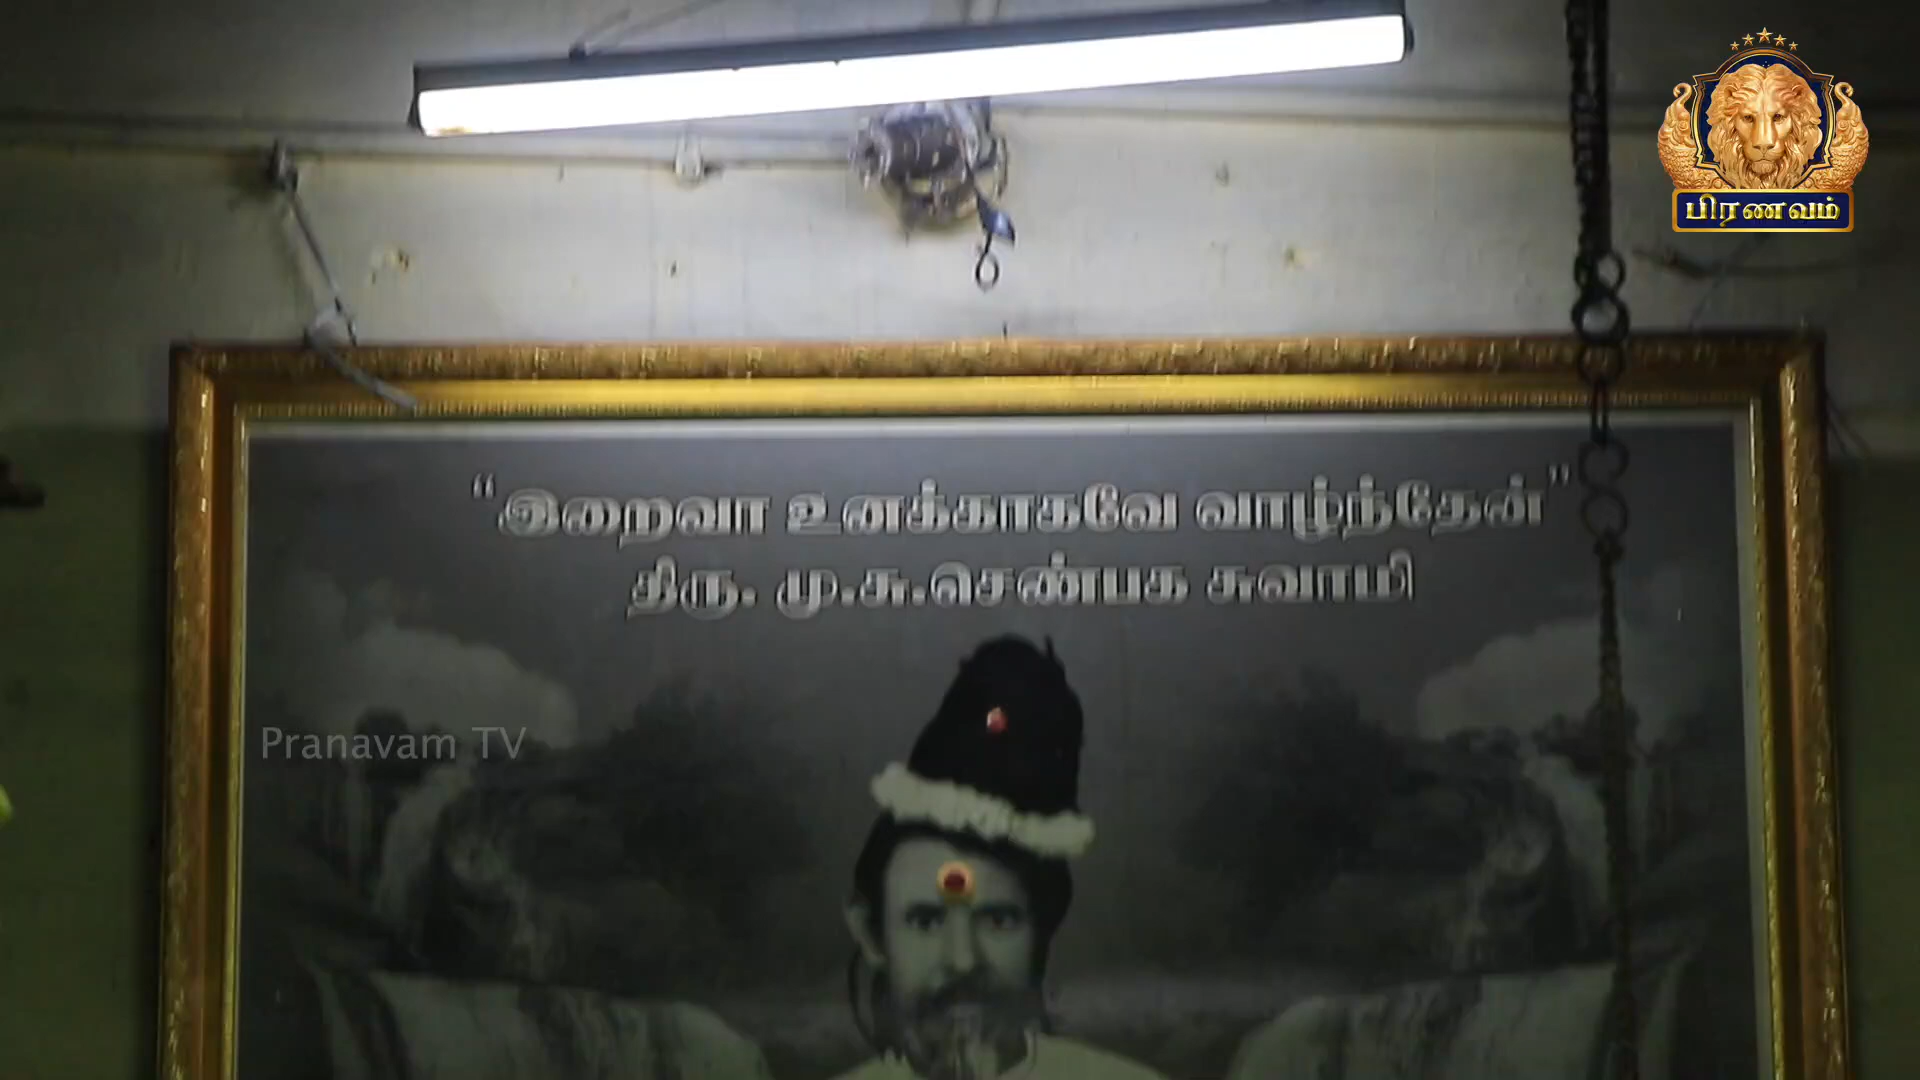 பிரணவம்
“இறைவா உனக்காகவே வாழ்ந்தேன்”
திரு. மு.சு.செண்பக சுவாமி
Pranavam TV